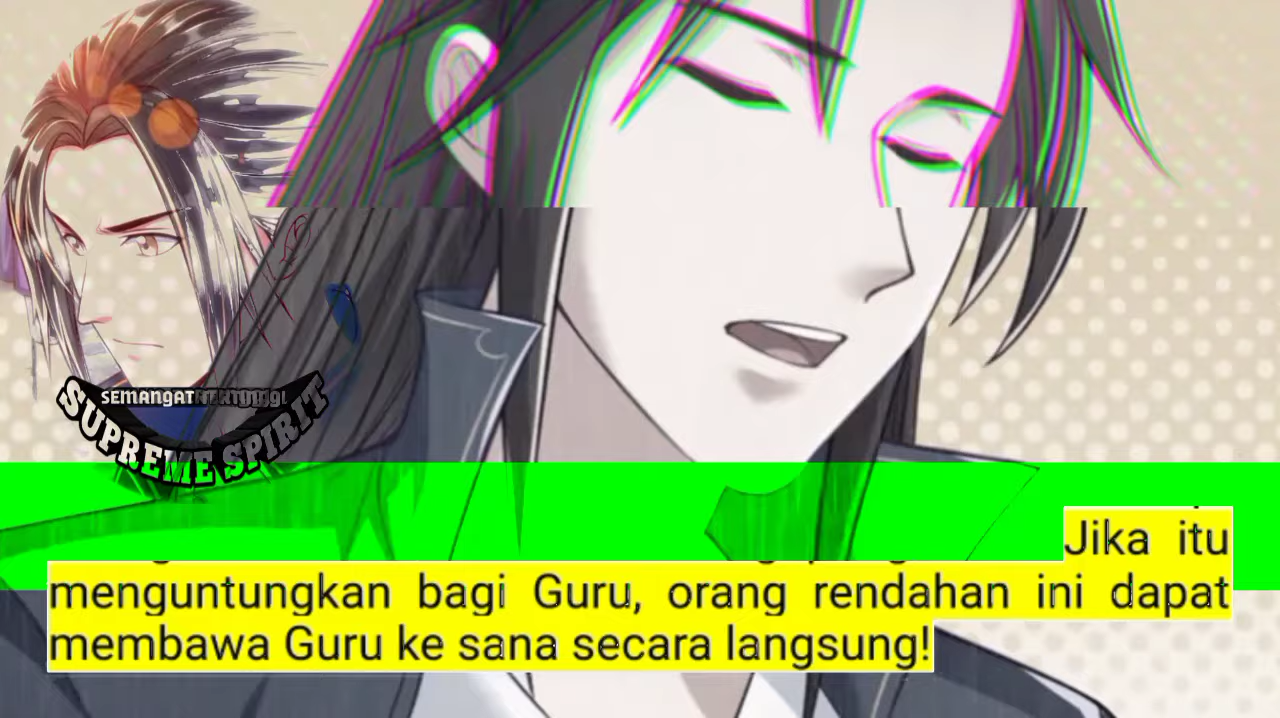 SEMANGAT
SUPREME SPIRIT
Jika itu
menguntungkan bagi Guru, orang rendahan ini dapat
membawa Guru ke sana secara langsung!